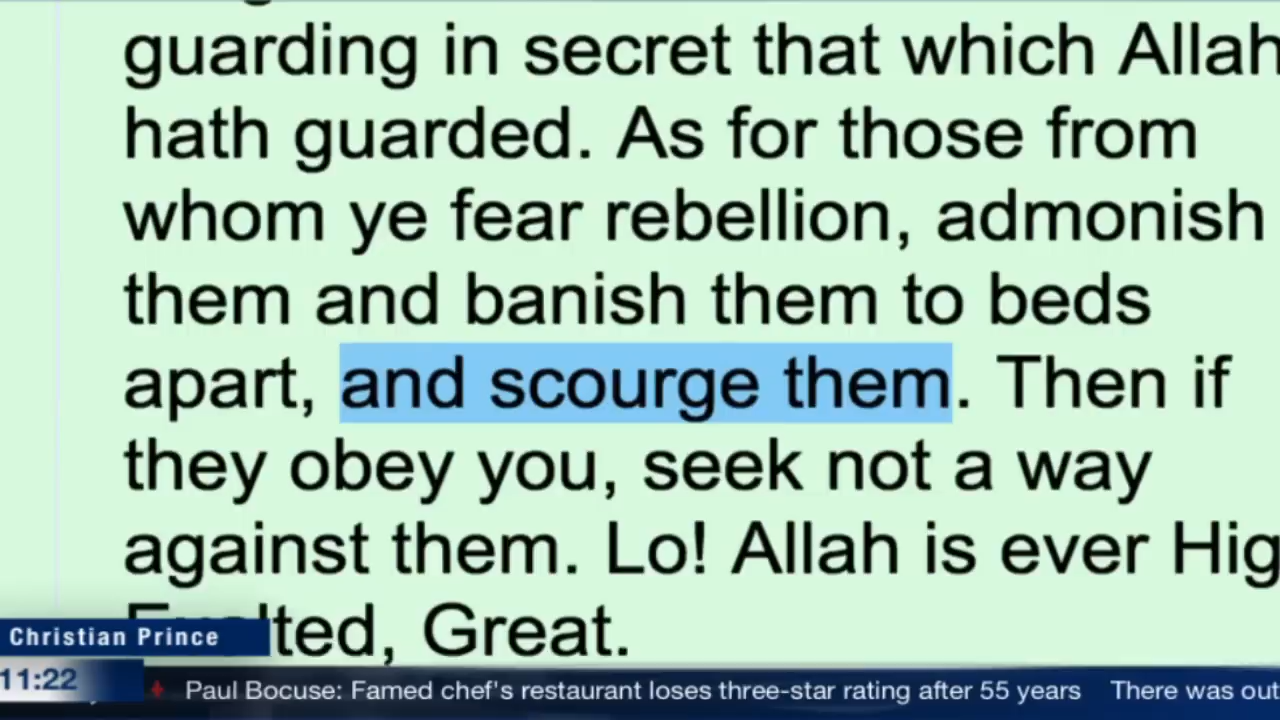 guarding in secret that which Allah
hath guarded. As for those from
whom ye fear rebellion, admonish
them and banish them to beds
apart, and scourge them. Then if
they obey you, seek not a way
against them. Lo! Allah is ever Hig
Exalted, Great.
Christian Prince
11:22
Paul Bocuse: Famed chef's restaurant loses three-star rating after 55 years There was out